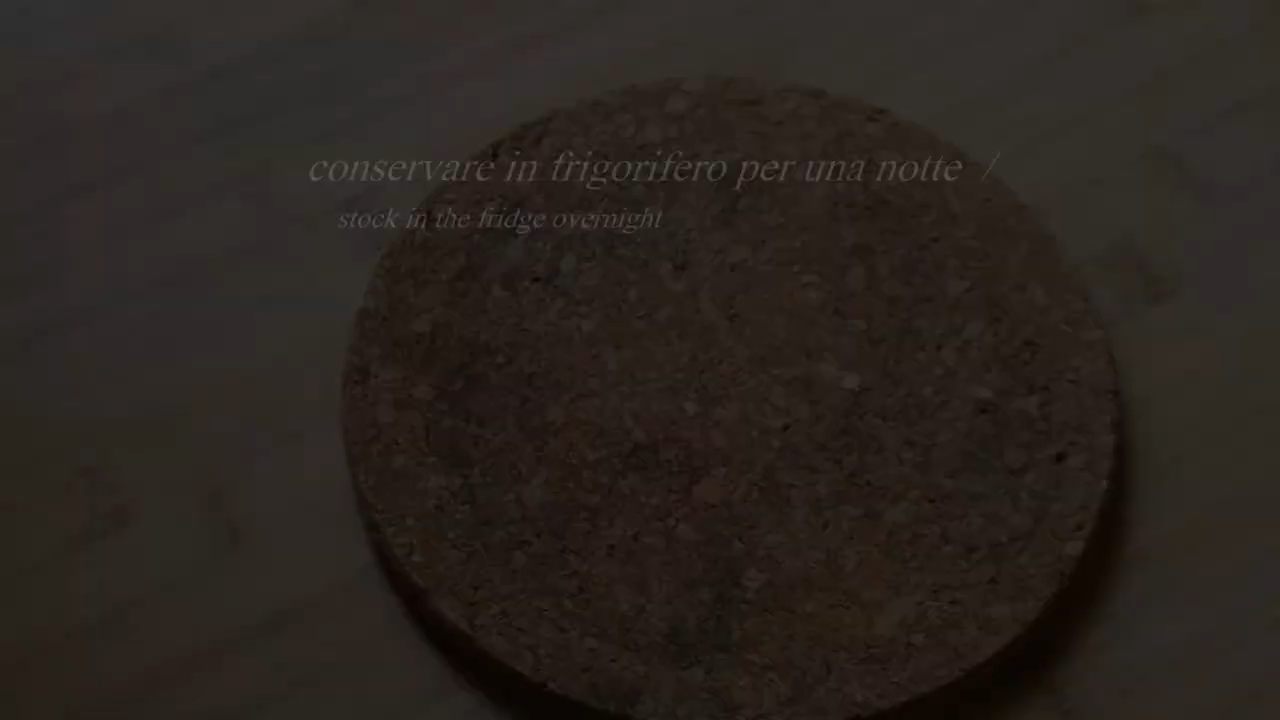 conservare in frigorifero per una notte /
stock in the fridge overnight